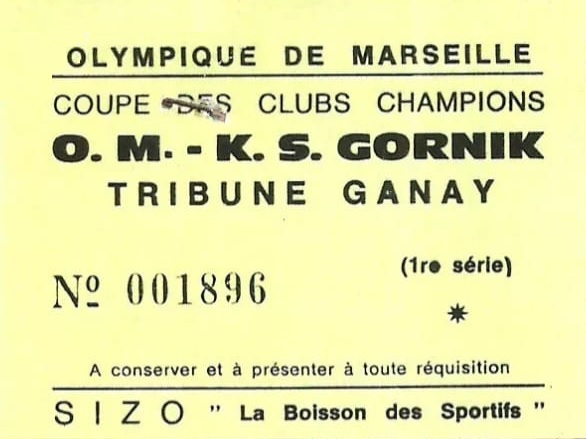 OLYMPIQUE DE MARSEILLE
COUPE DES CLUBS CHAMPIONS
O. M. - K. S. GORNIK
TRIBUNE GANAY
(1re série)
Nº 001896
A conserver et à présenter à toute réquisition
SIZO " La Boisson des Sportifs "